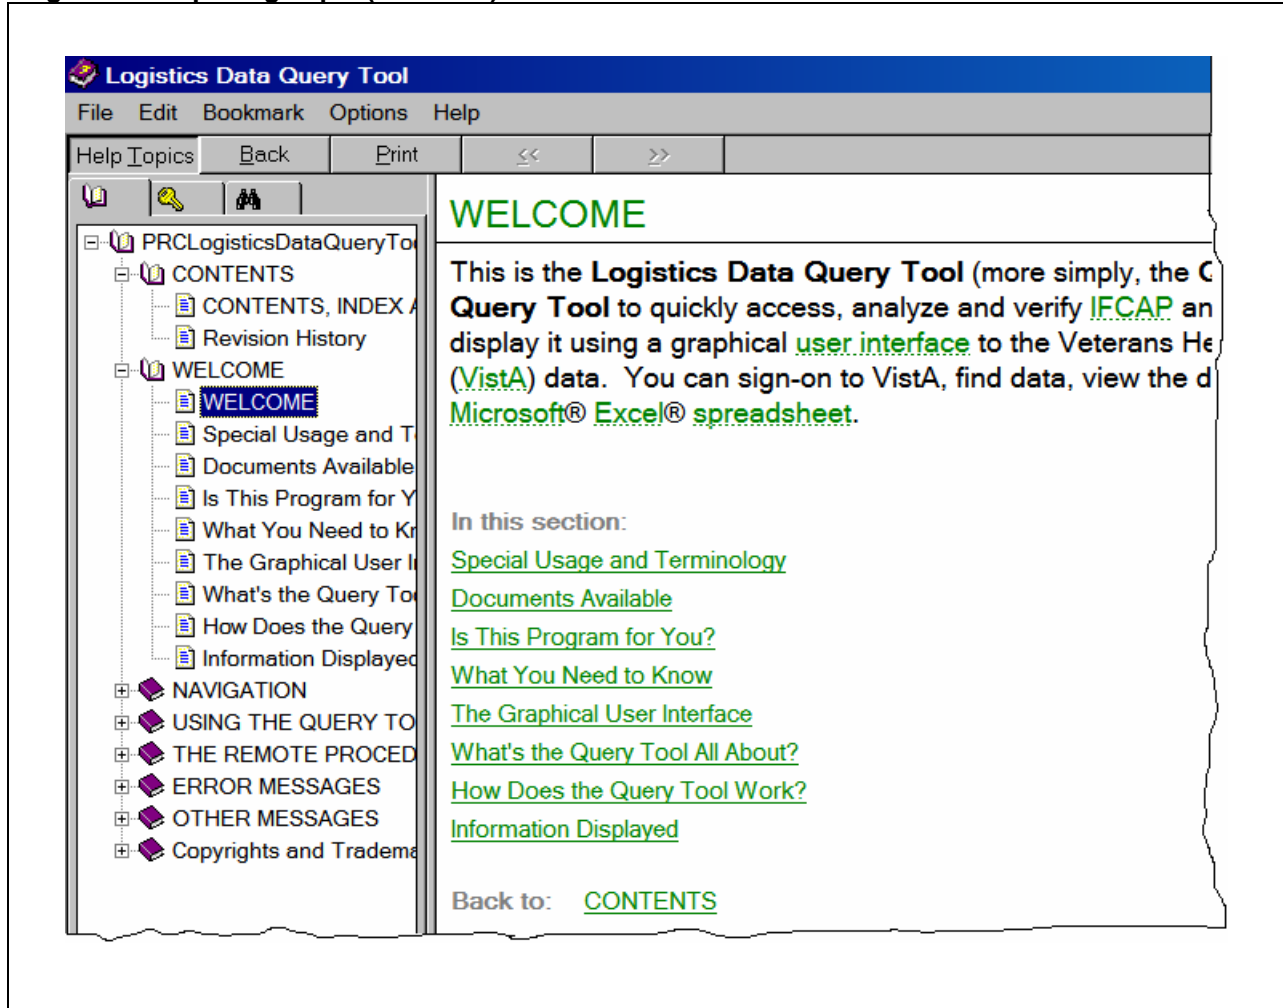 Logistics Data Query Tool
File Edit Bookmark Options Help
Help Topics Back Print << >>
PRCLogisticsDataQueryToo
CONTENTS
CONTENTS, INDEX A
Revision History
WELCOME
WELCOME
Special Usage and T
Documents Available
Is This Program for Y
What You Need to Kn
The Graphical User I
What's the Query Too
How Does the Query
Information Displayed
NAVIGATION
USING THE QUERY TO
THE REMOTE PROCED
ERROR MESSAGES
OTHER MESSAGES
Copyrights and Tradema
WELCOME
This is the Logistics Data Query Tool (more simply, the Q
Query Tool to quickly access, analyze and verify IFCAP an
display it using a graphical user interface to the Veterans He
(VistA) data. You can sign-on to VistA, find data, view the d
Microsoft® Excel® spreadsheet.
In this section:
Special Usage and Terminology
Documents Available
Is This Program for You?
What You Need to Know
The Graphical User Interface
What's the Query Tool All About?
How Does the Query Tool Work?
Information Displayed
Back to: CONTENTS